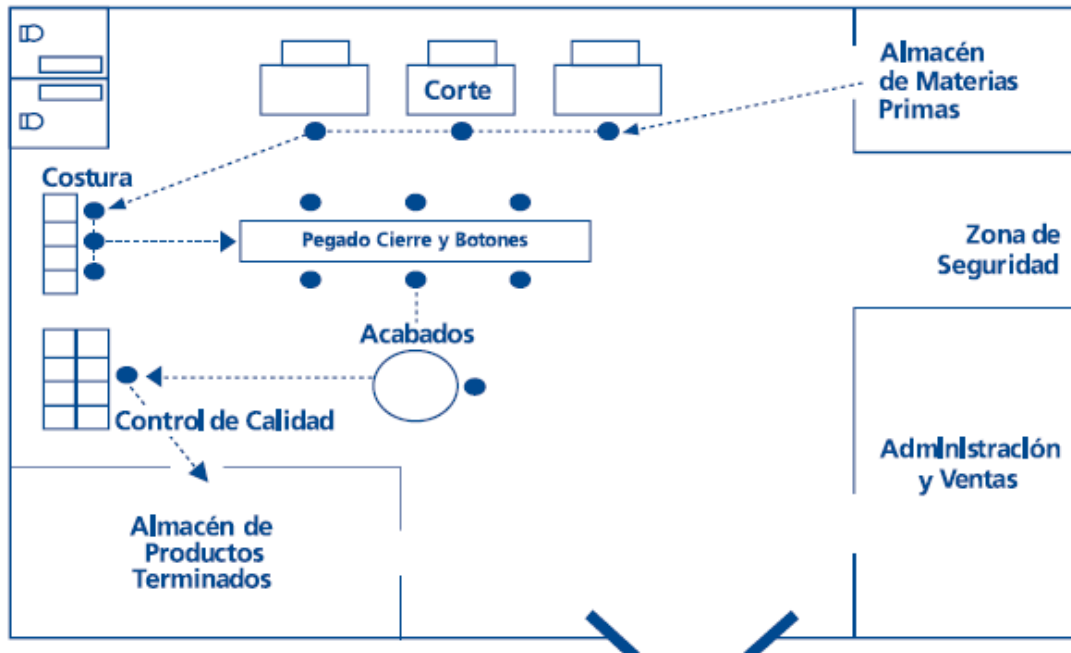 Almacén
de Materias
Primas
Corte
Costura
Pegado Cierre y Botones
Zona de
Seguridad
Acabados
Control de Calidad
Administración
y Ventas
Almacén de
Productos
Terminados